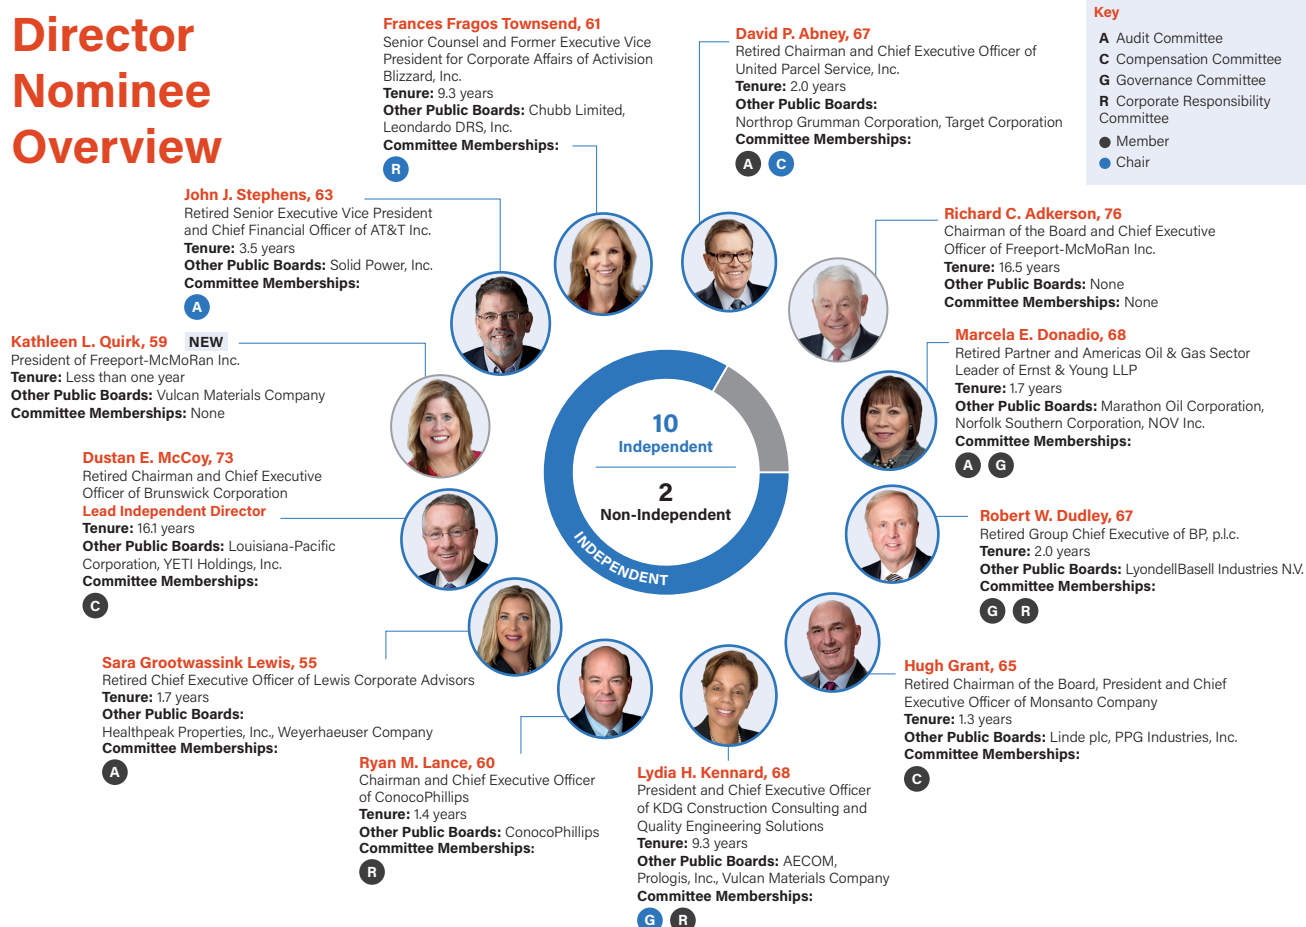 Director
Nominee
Overview
Frances Fragos Townsend, 61
Senior Counsel and Former Executive Vice
President for Corporate Affairs of Activision
Blizzard, Inc.
Tenure: 9.3 years
Other Public Boards: Chubb Limited,
Leondardo DRS, Inc.
Committee Memberships:
R
David P. Abney, 67
Retired Chairman and Chief Executive Officer of
United Parcel Service, Inc.
Tenure: 2.0 years
Other Public Boards:
Northrop Grumman Corporation, Target Corporation
Committee Memberships:
A C
Key
A Audit Committee
C Compensation Committee
G Governance Committee
R Corporate Responsibility
Committee
Member
Chair
John J. Stephens, 63
Retired Senior Executive Vice President
and Chief Financial Officer of AT&T Inc.
Tenure: 3.5 years
Other Public Boards: Solid Power, Inc.
Committee Memberships:
A
Richard C. Adkerson, 76
Chairman of the Board and Chief Executive
Officer of Freeport-McMoRan Inc.
Tenure: 16.5 years
Other Public Boards: None
Committee Memberships: None
Kathleen L. Quirk, 59 NEW
President of Freeport-McMoRan Inc.
Tenure: Less than one year
Other Public Boards: Vulcan Materials Company
Committee Memberships: None
Marcela E. Donadio, 68
Retired Partner and Americas Oil & Gas Sector
Leader of Ernst & Young LLP
Tenure: 1.7 years
Other Public Boards: Marathon Oil Corporation,
Norfolk Southern Corporation, NOV Inc.
Committee Memberships:
A G
10
Independent
2
Non-Independent
INDEPENDENT
Dustan E. McCoy, 73
Retired Chairman and Chief Executive
Officer of Brunswick Corporation
Lead Independent Director
Tenure: 16.1 years
Other Public Boards: Louisiana-Pacific
Corporation, YETI Holdings, Inc.
Committee Memberships:
C
Robert W. Dudley, 67
Retired Group Chief Executive of BP, p.l.c.
Tenure: 2.0 years
Other Public Boards: LyondellBasell Industries N.V.
Committee Memberships:
G R
Sara Grootwassink Lewis, 55
Retired Chief Executive Officer of Lewis Corporate Advisors
Tenure: 1.7 years
Other Public Boards:
Healthpeak Properties, Inc., Weyerhaeuser Company
Committee Memberships:
A
Hugh Grant, 65
Retired Chairman of the Board, President and Chief
Executive Officer of Monsanto Company
Tenure: 1.3 years
Other Public Boards: Linde plc, PPG Industries, Inc.
Committee Memberships:
C
Ryan M. Lance, 60
Chairman and Chief Executive Officer
of ConocoPhillips
Tenure: 1.4 years
Other Public Boards: ConocoPhillips
Committee Memberships:
R
Lydia H. Kennard, 68
President and Chief Executive Officer
of KDG Construction Consulting and
Quality Engineering Solutions
Tenure: 9.3 years
Other Public Boards: AECOM,
Prologis, Inc., Vulcan Materials Company
Committee Memberships:
G R